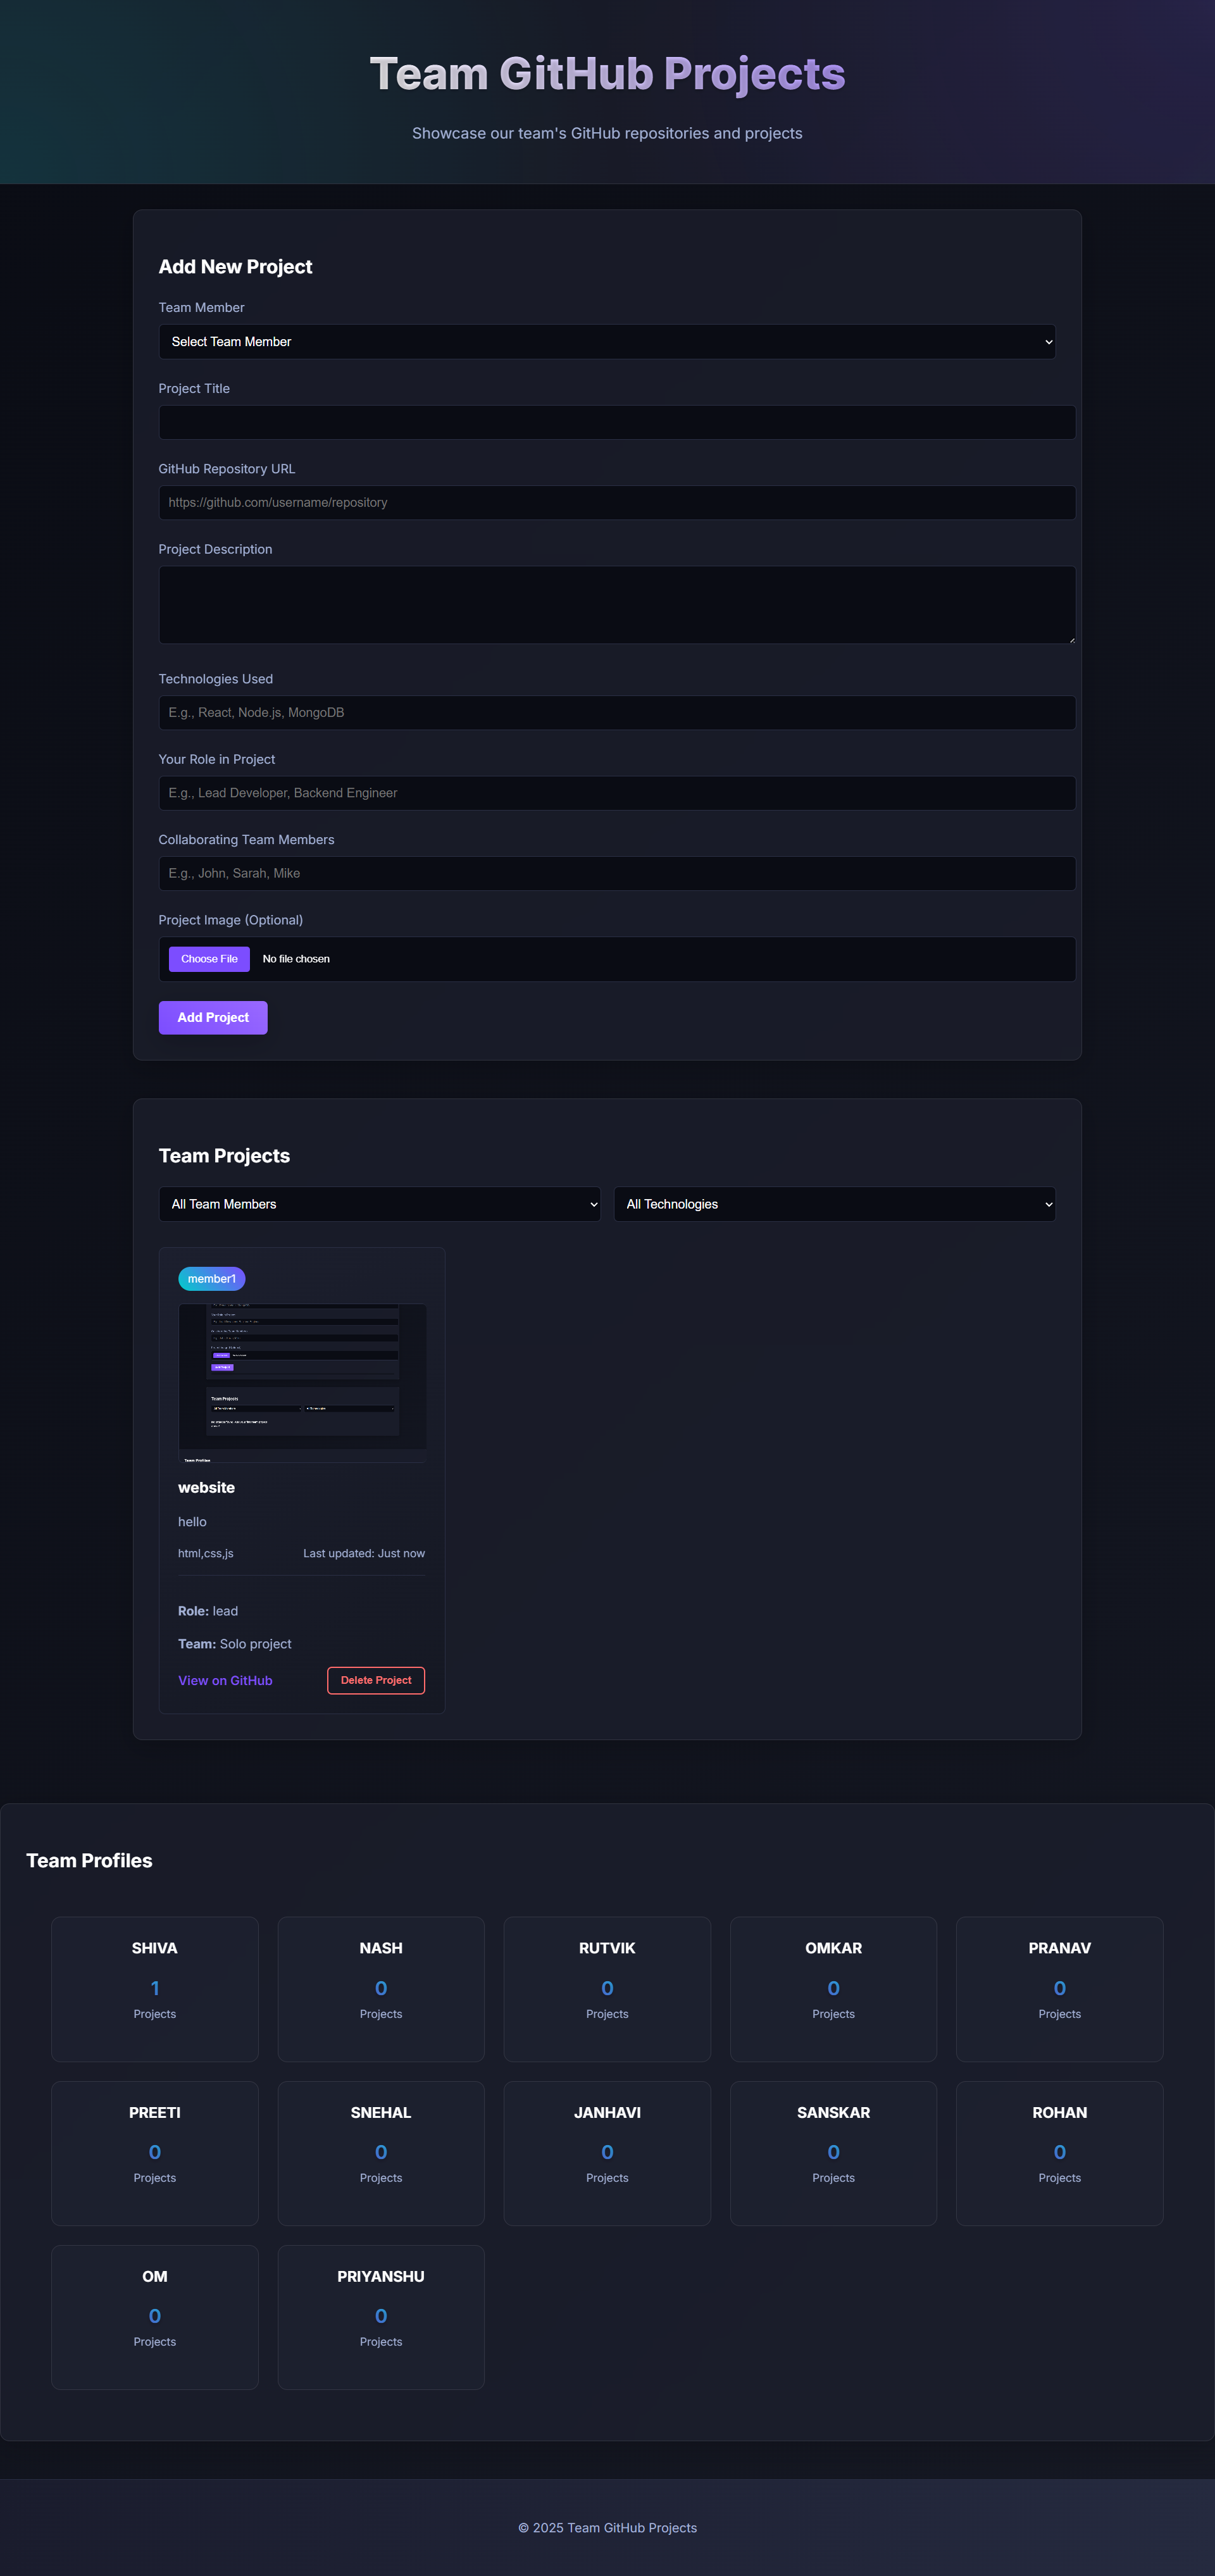 Team GitHub Projects
Showcase our team's GitHub repositories and projects
Add New Project
Team Member
Select Team Member
Project Title
GitHub Repository URL
https://github.com/username/repository
Project Description
Technologies Used
E.g., React, Node.js, MongoDB
Your Role in Project
E.g., Lead Developer, Backend Engineer
Collaborating Team Members
E.g., John, Sarah, Mike
Project Image (Optional)
Choose File No file chosen
Add Project
Team Projects
All Team Members All Technologies
member1
Team Projects
Team Profiles
website
hello
html,css,js Last updated: Just now
Role: lead
Team: Solo project
View on GitHub Delete Project
Team Profiles
SHIVA NASH RUTVIK OMKAR PRANAV
1 0 0 0 0
Projects Projects Projects Projects Projects
PREETI SNEHAL JANHAVI SANSKAR ROHAN
0 0 0 0 0
Projects Projects Projects Projects Projects
OM PRIYANSHU
0 0
Projects Projects
© 2025 Team GitHub Projects